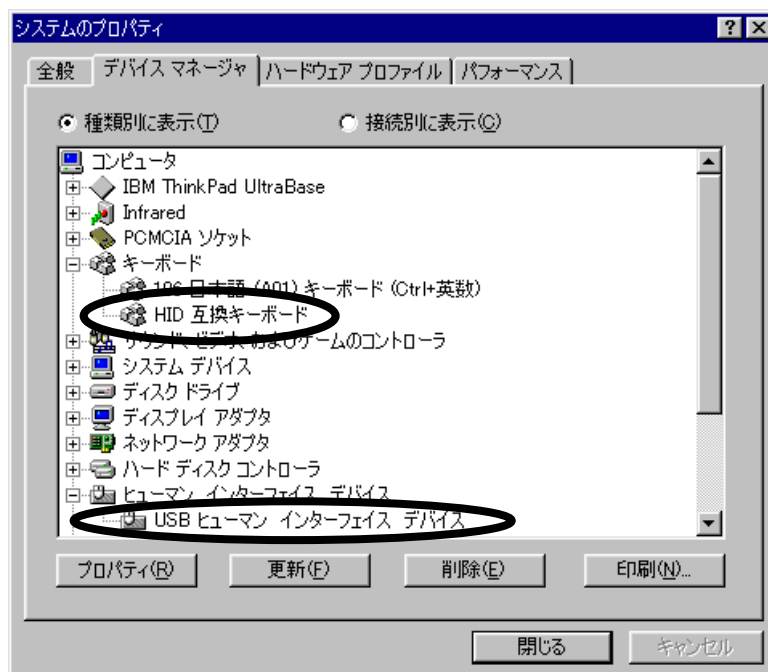 システムのプロパティ
全般 デバイス マネージャ ハードウェア プロファイル パフォーマンス
種類別に表示(T) 接続別に表示(C)
コンピュータ
IBM ThinkPad UltraBase
Infrared
PCMCIA ソケット
キーボード
106 日本語 (A01) キーボード (Ctrl+英数)
HID 互換キーボード
サウンド、ビデオ、およびゲームのコントローラ
システム デバイス
ディスク ドライブ
ディスプレイ アダプタ
ネットワーク アダプタ
ハード ディスク コントローラ
ヒューマン インターフェイス デバイス
USB ヒューマン インターフェイス デバイス
プロパティ(R) 更新(F) 削除(E) 印刷(N)...
閉じる キャンセル